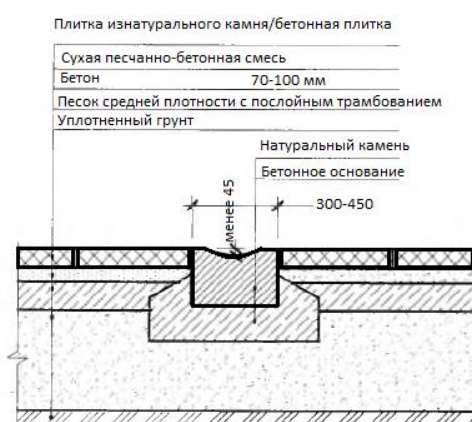 Плитка изнатурального камня/бетонная плитка
Сухая песчанно-бетонная смесь
Бетон 70-100 мм
Песок средней плотности с послойным трамбованием
Уплотненный грунт
Натуральный камень
Бетонное основание
менее 45
300-450